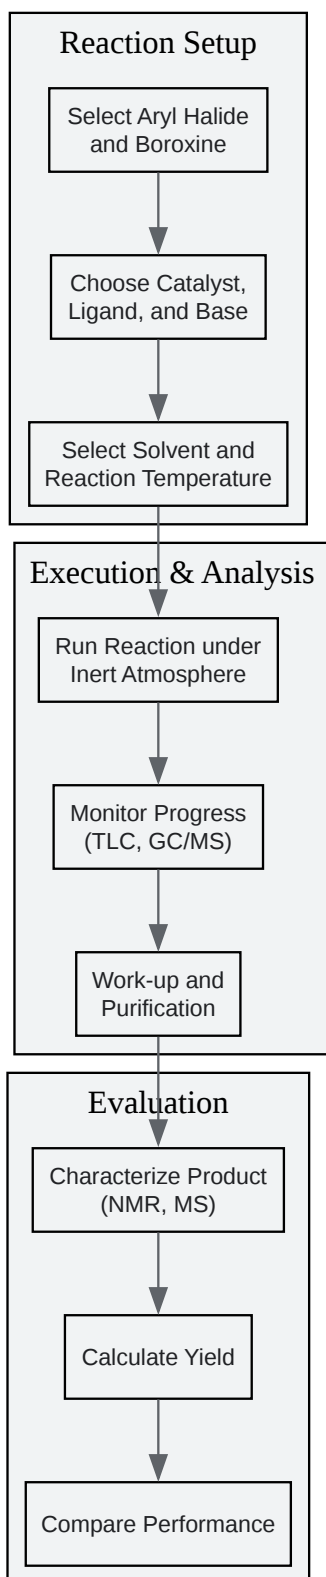 Reaction Setup
Select Aryl Halide
and Boroxine
Choose Catalyst,
Ligand, and Base
Select Solvent and
Reaction Temperature
Execution & Analysis
Run Reaction under
Inert Atmosphere
Monitor Progress
(TLC, GC/MS)
Work-up and
Purification
Evaluation
Characterize Product
(NMR, MS)
Calculate Yield
Compare Performance